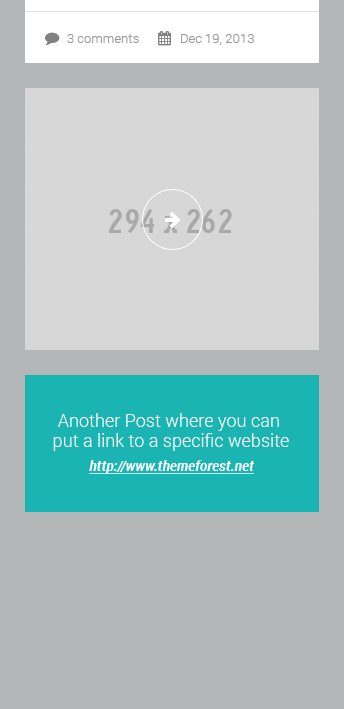 3 comments Dec 19, 2013
294 x 262
Another Post where you can
put a link to a specific website
http://www.themeforest.net